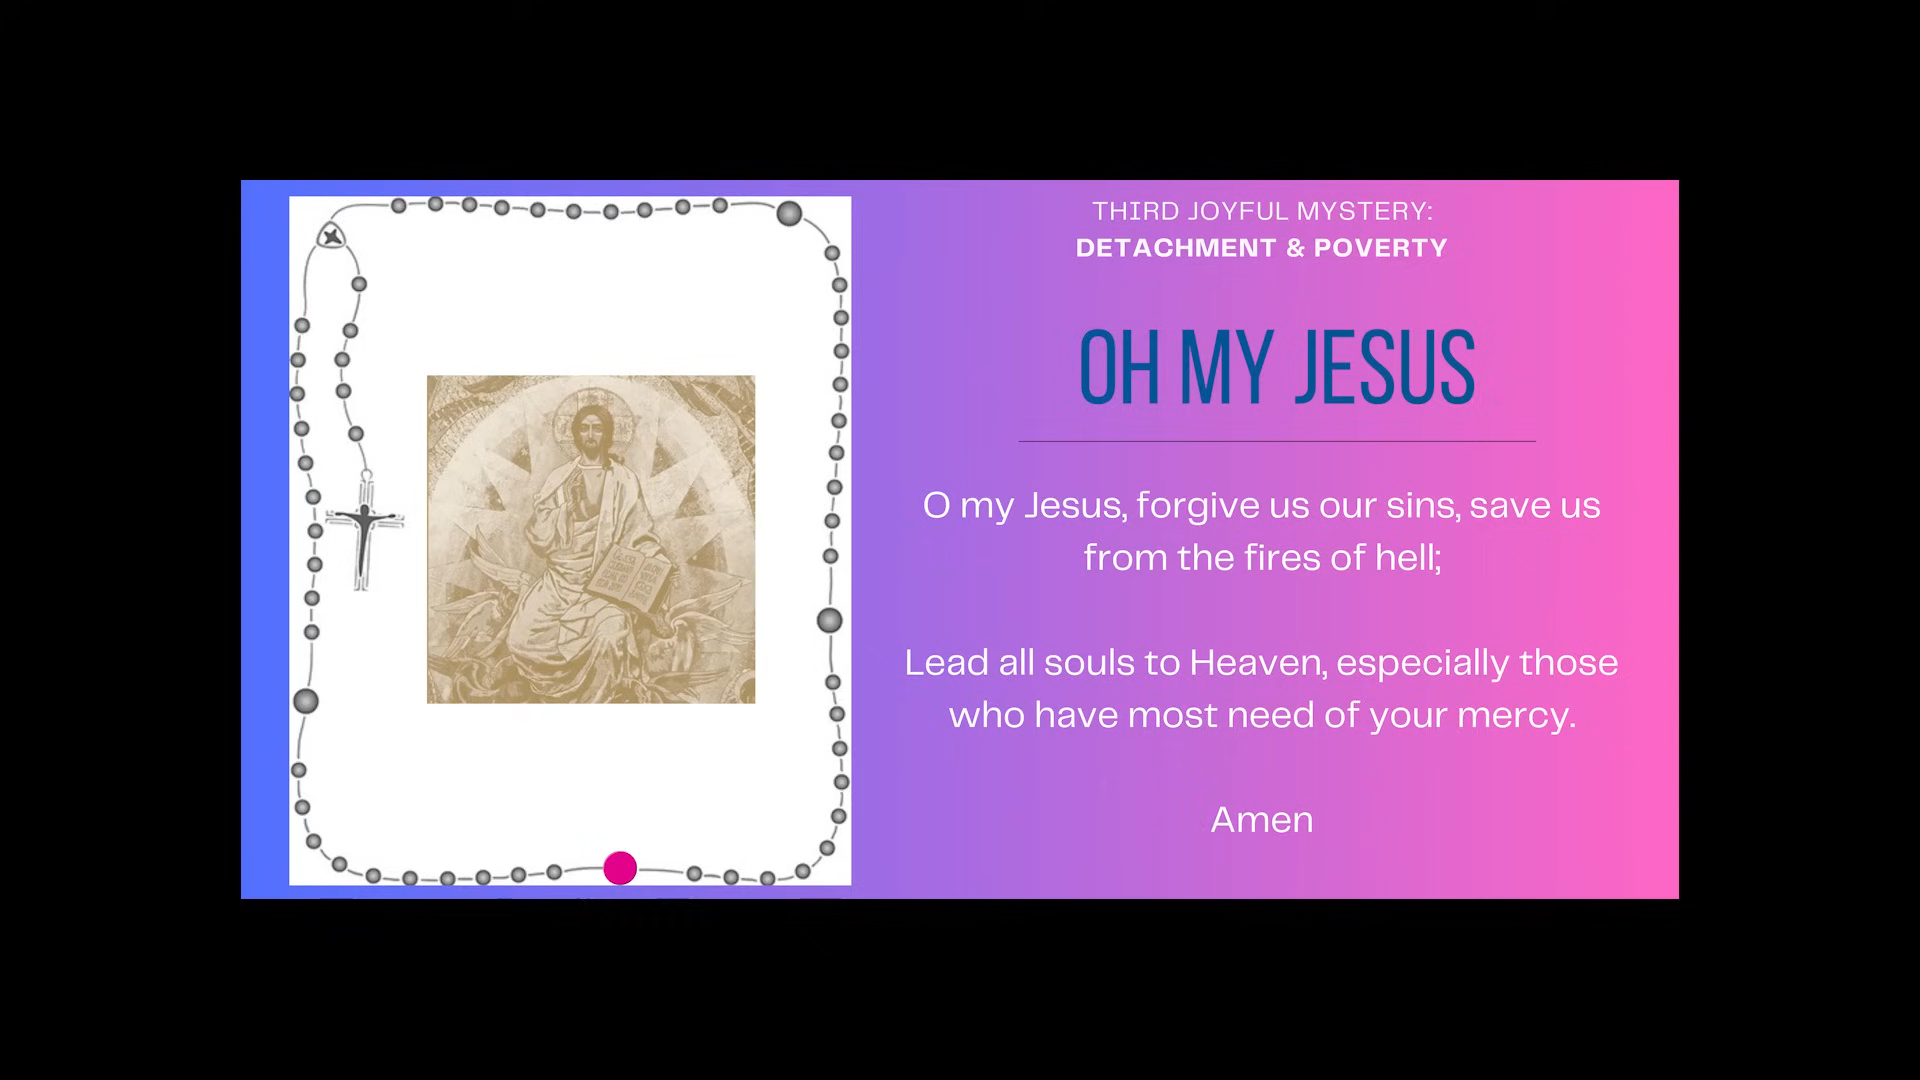 THIRD JOYFUL MYSTERY:
DETACHMENT & POVERTY
OH MY JESUS
O my Jesus, forgive us our sins, save us
from the fires of hell;
Lead all souls to Heaven, especially those
who have most need of your mercy.
Amen